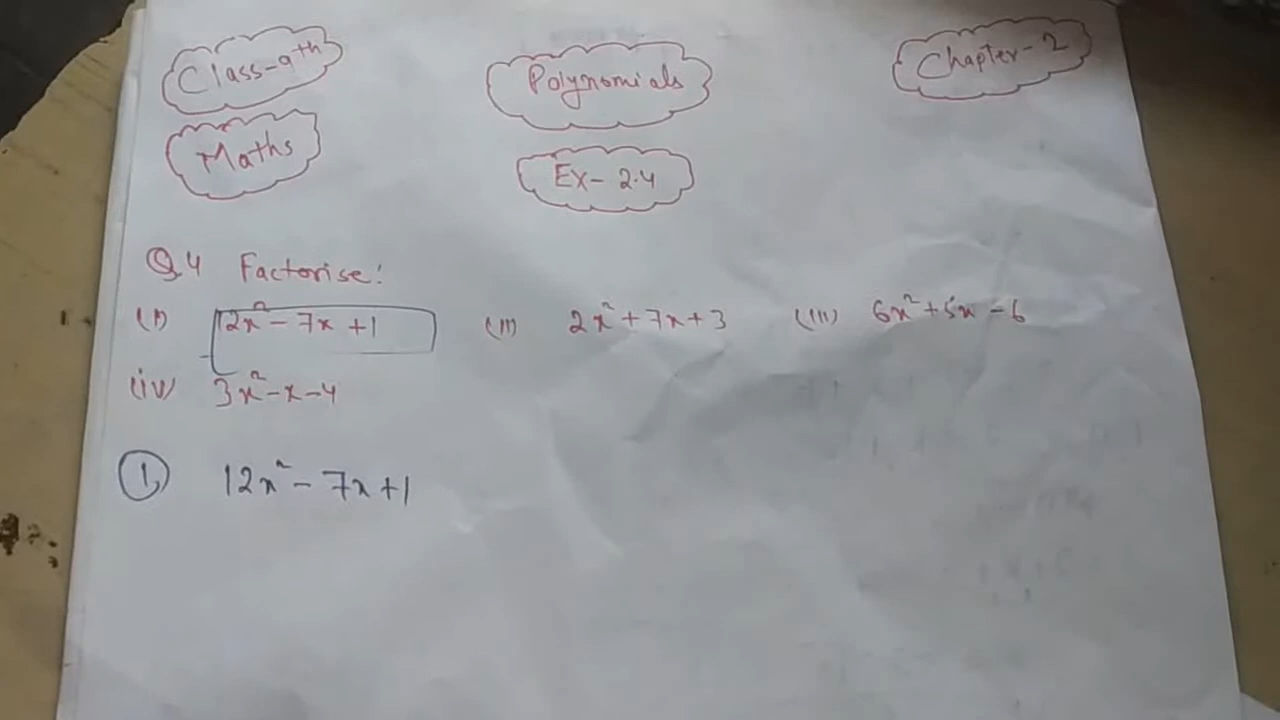 Class-9th
Polynomials
Chapter-2
Maths
Ex- 2.4
Q.4 Factorise:
(i) 12x² - 7x + 1 (ii) 2x² + 7x + 3 (iii) 6x² + 5x - 6
(iv) 3x² - x - 4
1 12x² - 7x + 1